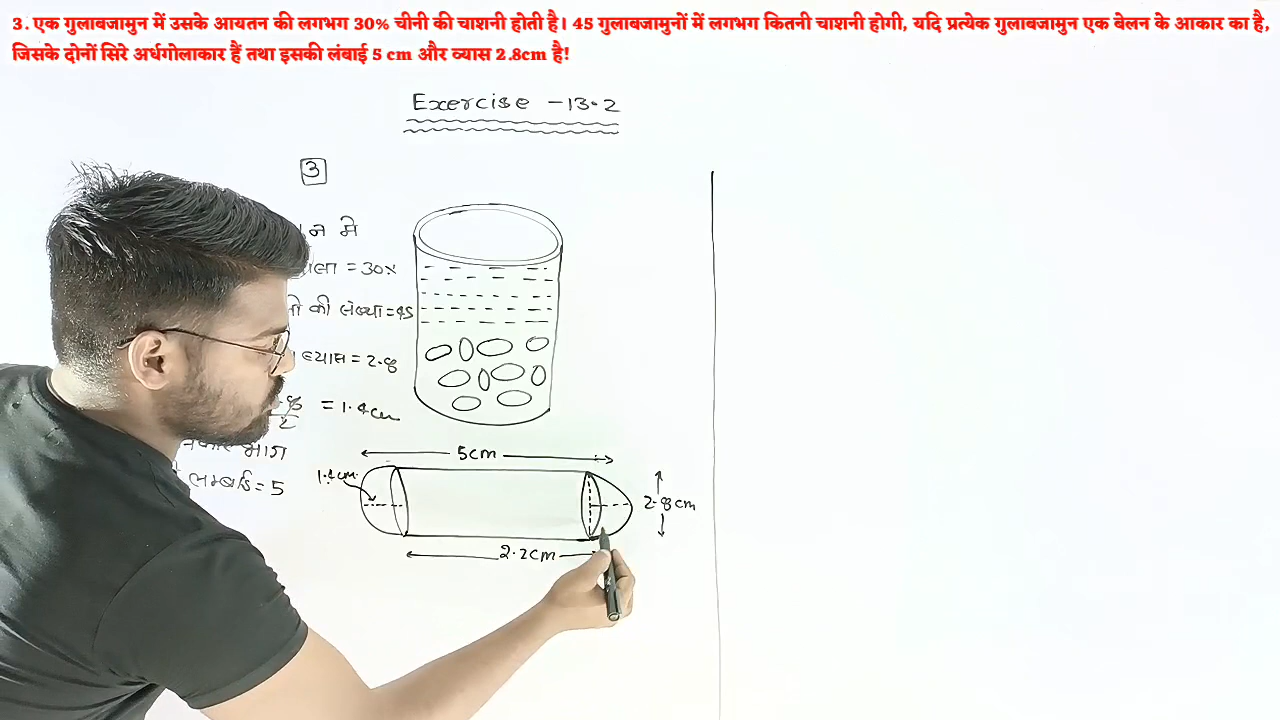 3. एक गुलाबजामुन में उसके आयतन की लगभग 30% चीनी की चाशनी होती है। 45 गुलाबजामुनों में लगभग कितनी चाशनी होगी, यदि प्रत्येक गुलाबजामुन एक बेलन के आकार का है,
जिसके दोनों सिरे अर्धगोलाकार हैं तथा इसकी लंबाई 5 cm और व्यास 2.8cm है!
Exercise - 13.2
3
में
= 30%
की संख्या = 45
व्यास = 2.8
2 = 1.4cm
भाग
लम्बाई = 5
5cm
1.4cm
2.8cm
2.2cm